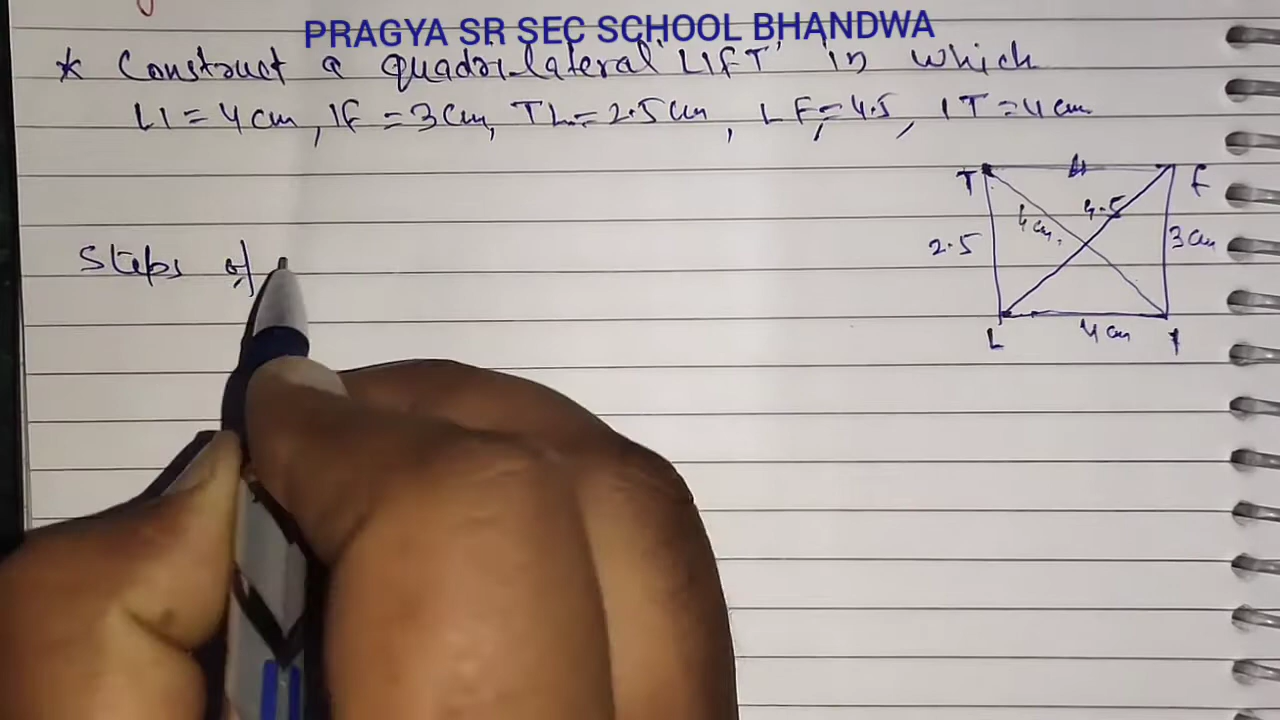 PRAGYA SR SEC SCHOOL BHANDWA
* Construct a quadrilateral 'LIFT' in which
LI = 4 cm, IF = 3 cm, TL = 2.5 cm, LF = 4.5, IT = 4 cm
T F
4 cm. 4.5
2.5 3 cm
L 4 cm I
Steps of